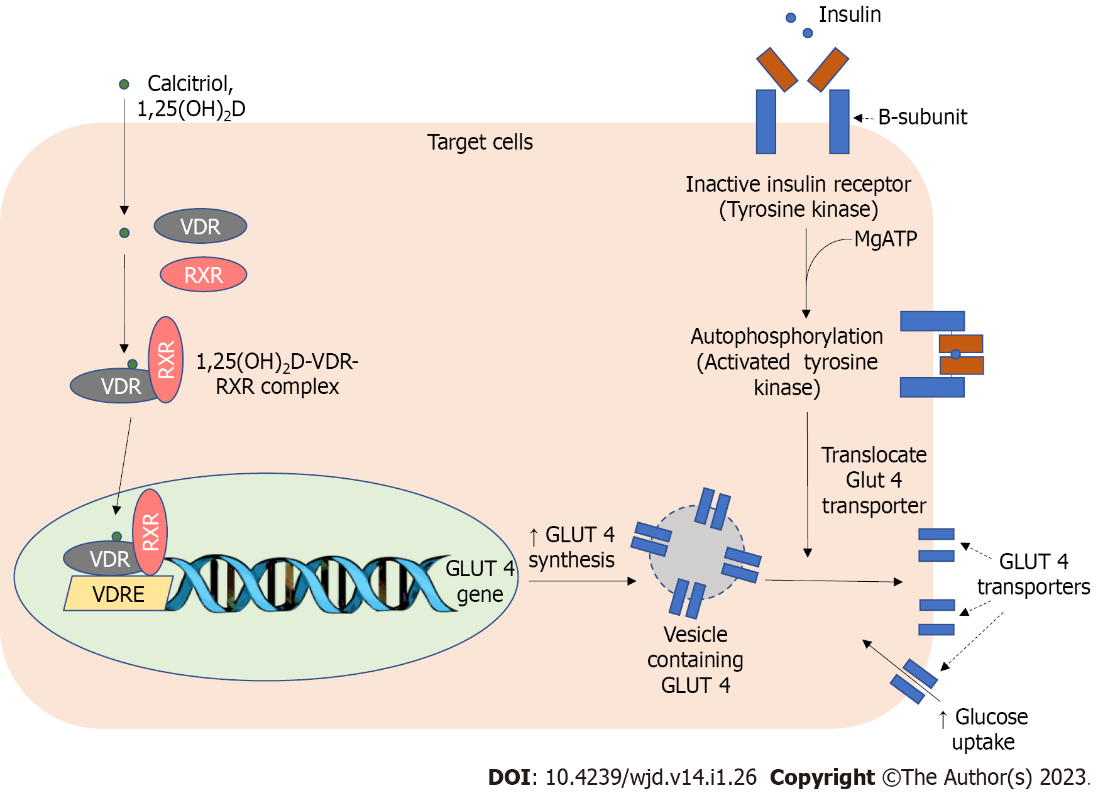 Insulin
Calcitriol,
1,25(OH)₂D
B-subunit
Target cells
Inactive insulin receptor
(Tyrosine kinase)
VDR
MgATP
RXR
Autophosphorylation
(Activated tyrosine
kinase)
RXR
VDR
1,25(OH)₂D-VDR-
RXR complex
Translocate
Glut 4
transporter
RXR
VDR
VDRE
GLUT 4
gene
↑ GLUT 4
synthesis
GLUT 4
transporters
Vesicle
containing
GLUT 4
↑ Glucose
uptake
DOI: 10.4239/wjd.v14.i1.26 Copyright ©The Author(s) 2023.